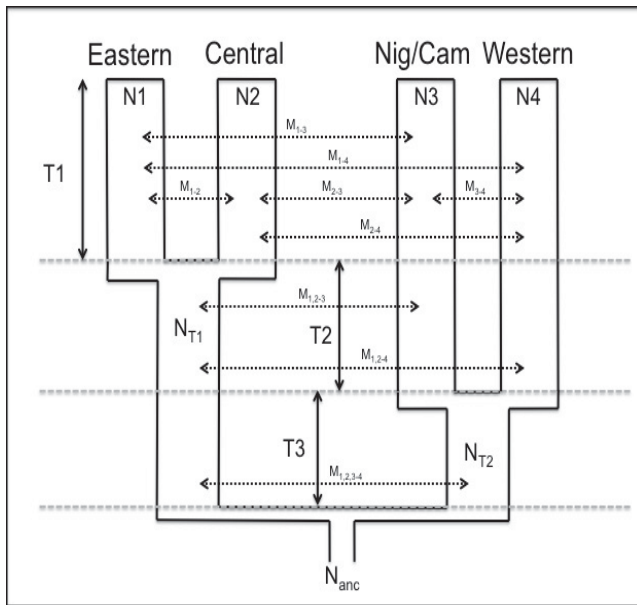 Eastern Central Nig/Cam Western
N1 N2 N3 N4
M1-3
T1
M1-4
M1-2 M2-3 M3-4
M2-4
M1,2-3
NT1 T2
M1,2-4
T3 NT2
M1,2,3-4
Nanc